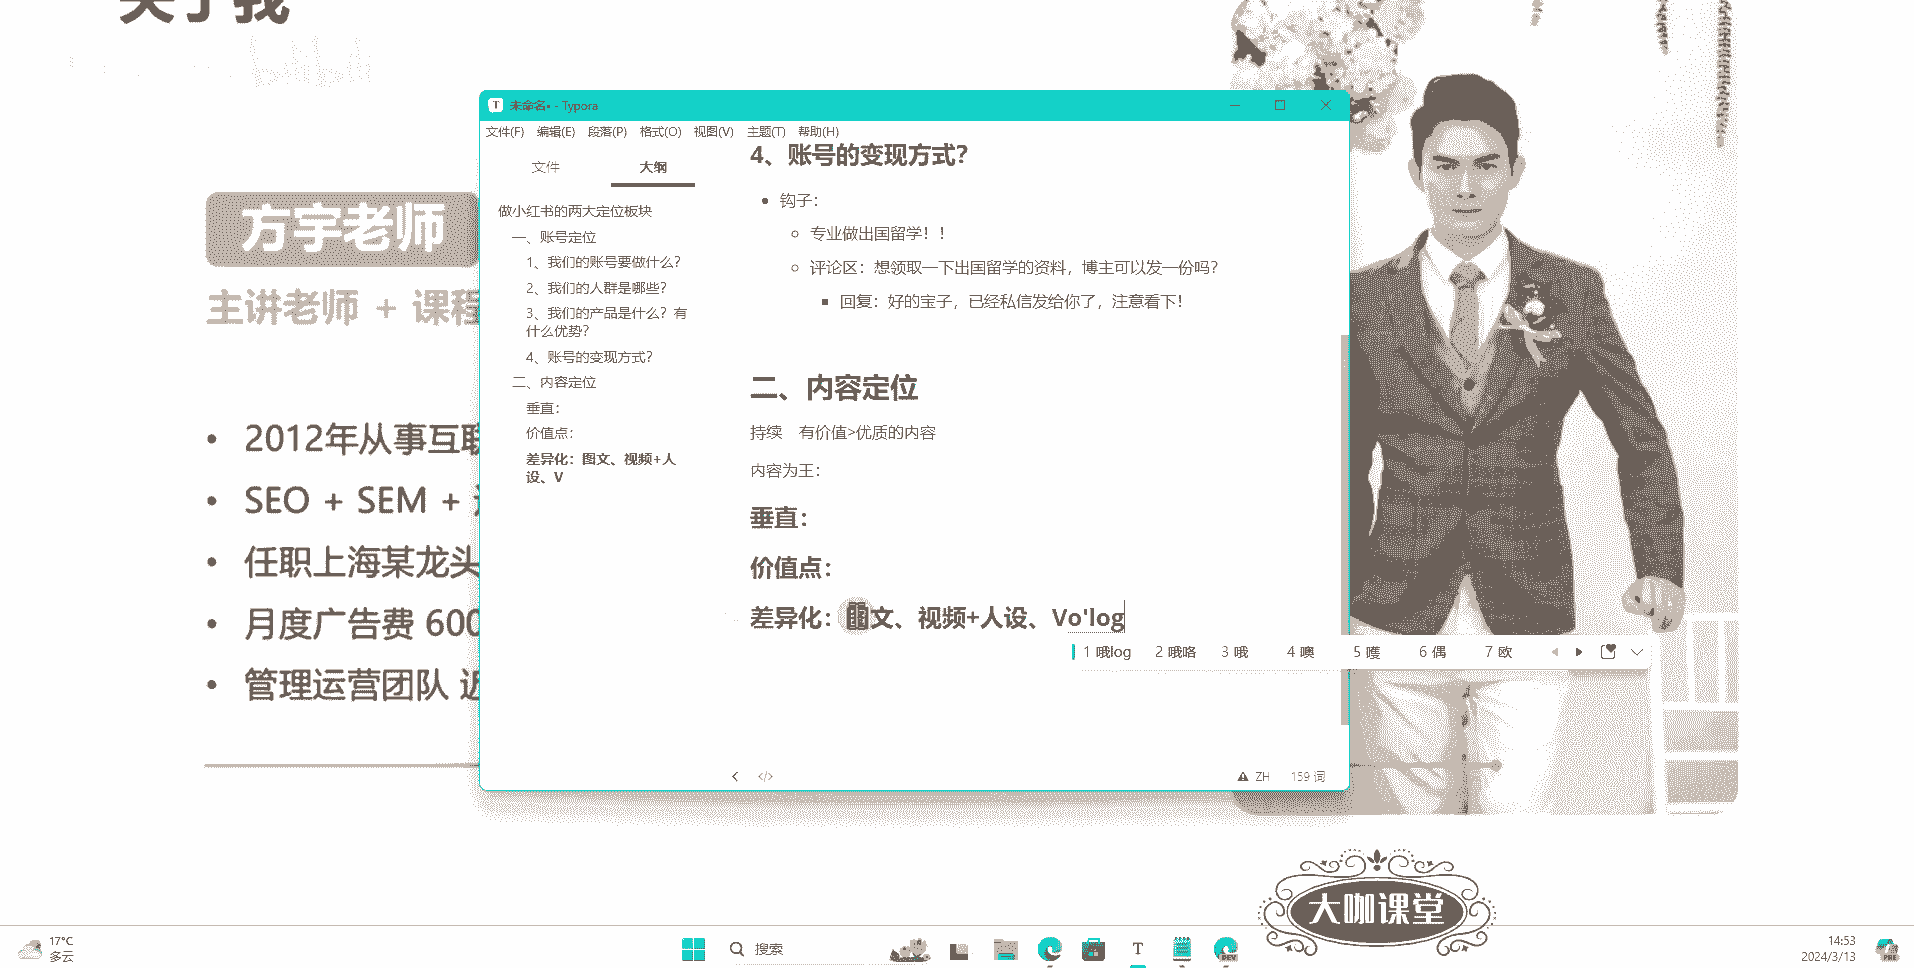 关于我
bilibili
方宇老师
主讲老师 + 课程
2012年从事互联
SEO + SEM +
任职上海某龙头
月度广告费 600
管理运营团队 近
T 未命名• - Typora
文件(F) 编辑(E) 段落(P) 格式(O) 视图(V) 主题(T) 帮助(H)
文件 大纲
做小红书的两大定位板块
一、账号定位
1、我们的账号要做什么？
2、我们的人群是哪些？
3、我们的产品是什么？有
什么优势？
4、账号的变现方式？
二、内容定位
垂直：
价值点：
差异化：图文、视频+人
设、V
4、账号的变现方式？
钩子：
专业做出国留学！！
评论区：想领取一下出国留学的资料，博主可以发一份吗？
回复：好的宝子，已经私信发给你了，注意看下！
二、内容定位
持续 有价值>优质的内容
内容为王：
垂直：
价值点：
差异化：图文、视频+人设、Vo'log
1 哦log 2 哦咯 3 哦 4 噢 5 嚄 6 偶 7 欧
</> ZH 159 词
大咖课堂
17°C
多云
搜索
T
DEV
14:53
2024/3/13
PRE